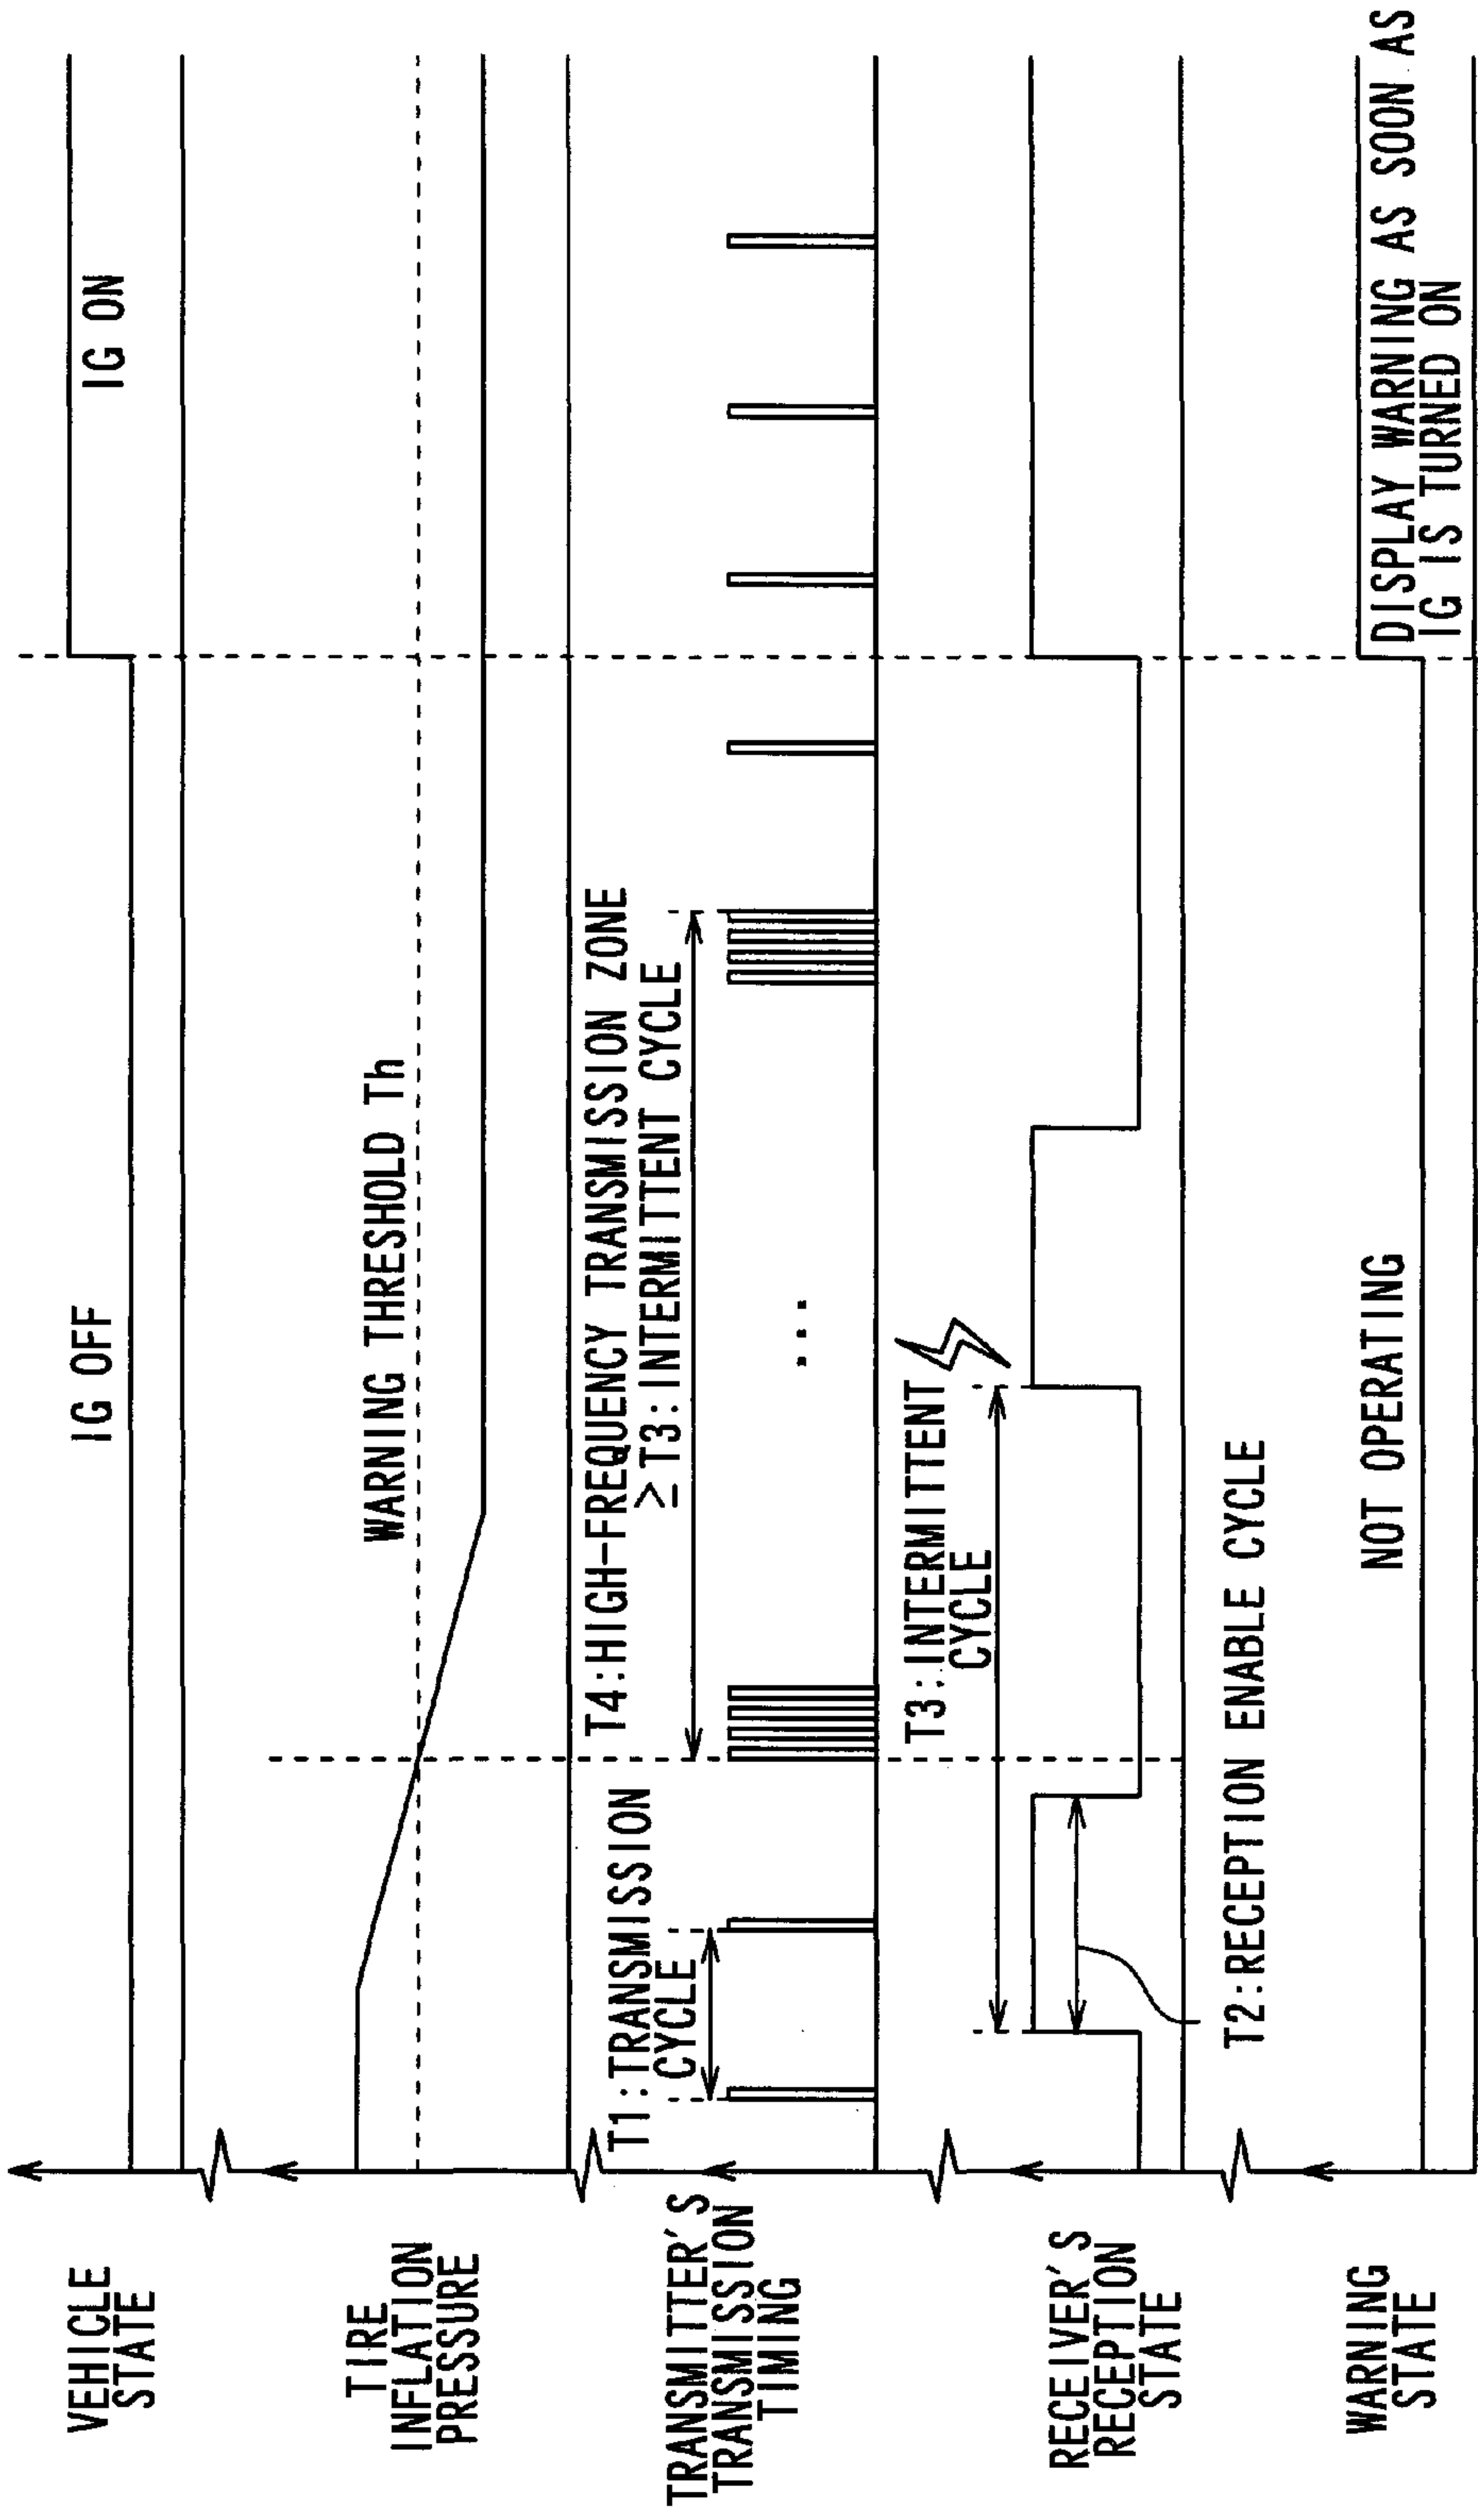 VEHICLE
STATE
IG OFF
IG ON
TIRE
INFLATION
PRESSURE
WARNING THRESHOLD Th
TRANSMITTER'S
TRANSMISSION
TIMING
T1:TRANSMISSION
CYCLE
T4:HIGH-FREQUENCY TRANSMISSION ZONE
≥T3:INTERMITTENT CYCLE
...
RECEIVER'S
RECEPTION
STATE
T3:INTERMITTENT
CYCLE
T2:RECEPTION ENABLE CYCLE
WARNING
STATE
NOT OPERATING
DISPLAY WARNING AS SOON AS
IG IS TURNED ON